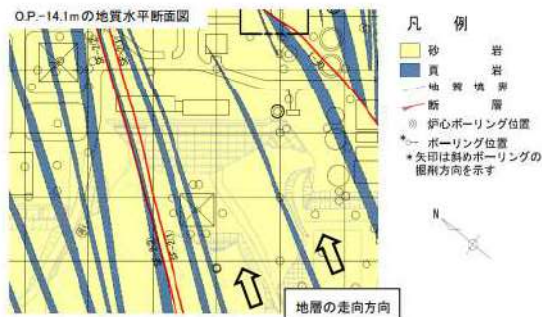 O.P.-14.1mの地質水平断面図
凡 例
砂 岩
頁 岩
地 質 境 界
断 層
炉心ボーリング位置
* ボーリング位置
*矢印は斜めボーリングの
掘削方向を示す
N
地層の走向方向